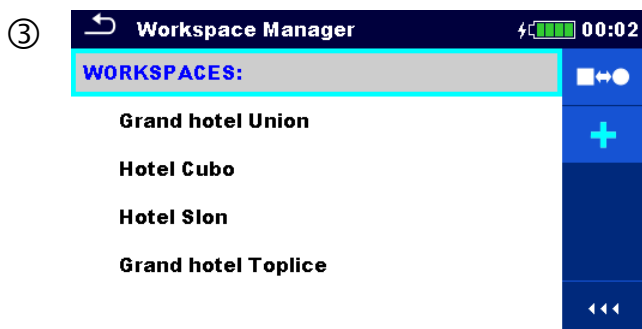 ③
Workspace Manager 00:02
WORKSPACES:
Grand hotel Union
Hotel Cubo
Hotel Slon
Grand hotel Toplice